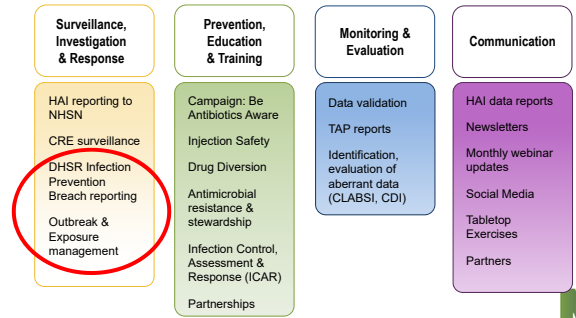 Surveillance,
Investigation
& Response
HAI reporting to
NHSN
CRE surveillance
DHSR Infection
Prevention
Breach reporting
Outbreak &
Exposure
management
Prevention,
Education
& Training
Campaign: Be
Antibiotics Aware
Injection Safety
Drug Diversion
Antimicrobial
resistance &
stewardship
Infection Control,
Assessment &
Response (ICAR)
Partnerships
Monitoring &
Evaluation
Data validation
TAP reports
Identification,
evaluation of
aberrant data
(CLABSI, CDI)
Communication
HAI data reports
Newsletters
Monthly webinar
updates
Social Media
Tabletop
Exercises
Partners